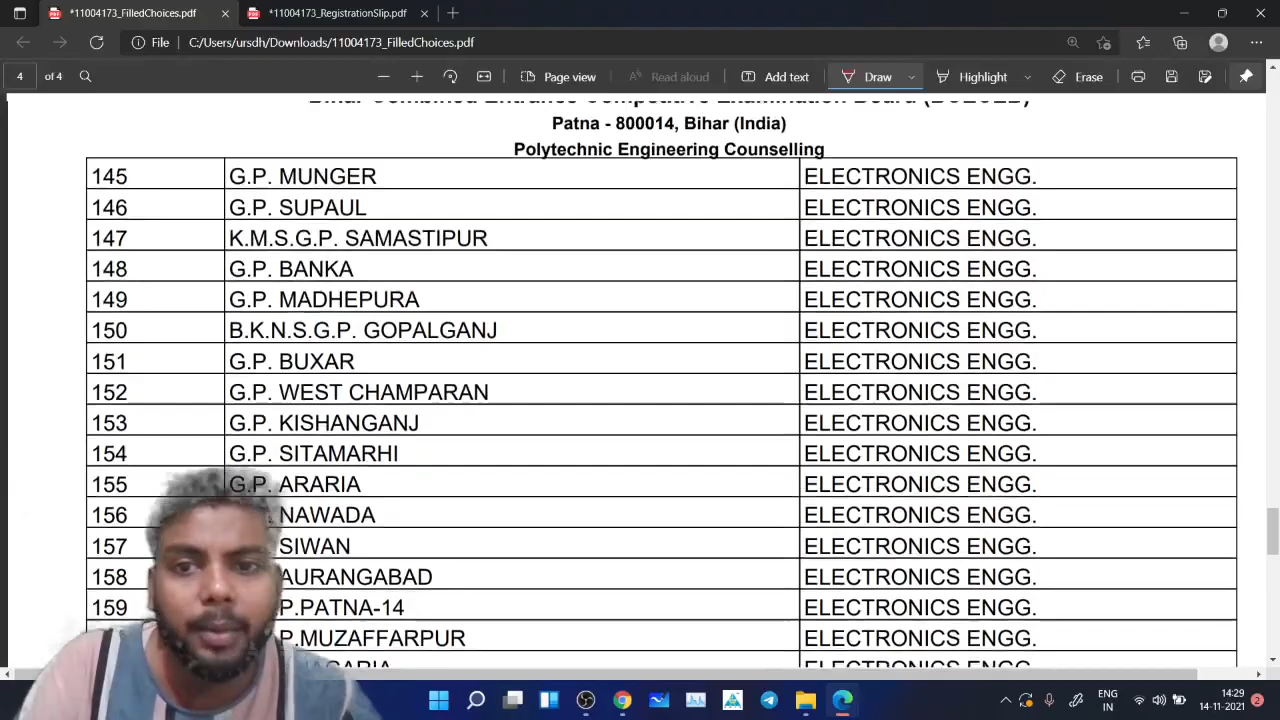 *11004173_FilledChoices.pdf
*11004173_RegistrationSlip.pdf
File C:/Users/ursdh/Downloads/11004173_FilledChoices.pdf
4 of 4 Page view Read aloud Add text Draw Highlight Erase
Patna - 800014, Bihar (India)
Polytechnic Engineering Counselling
145 G.P. MUNGER ELECTRONICS ENGG.
146 G.P. SUPAUL ELECTRONICS ENGG.
147 K.M.S.G.P. SAMASTIPUR ELECTRONICS ENGG.
148 G.P. BANKA ELECTRONICS ENGG.
149 G.P. MADHEPURA ELECTRONICS ENGG.
150 B.K.N.S.G.P. GOPALGANJ ELECTRONICS ENGG.
151 G.P. BUXAR ELECTRONICS ENGG.
152 G.P. WEST CHAMPARAN ELECTRONICS ENGG.
153 G.P. KISHANGANJ ELECTRONICS ENGG.
154 G.P. SITAMARHI ELECTRONICS ENGG.
155 G.P. ARARIA ELECTRONICS ENGG.
156 NAWADA ELECTRONICS ENGG.
157 SIWAN ELECTRONICS ENGG.
158 AURANGABAD ELECTRONICS ENGG.
159 P.PATNA-14 ELECTRONICS ENGG.
P.MUZAFFARPUR ELECTRONICS ENGG.
ELECTRONICS ENGG.
ENG
IN
14:29
14-11-2021
2